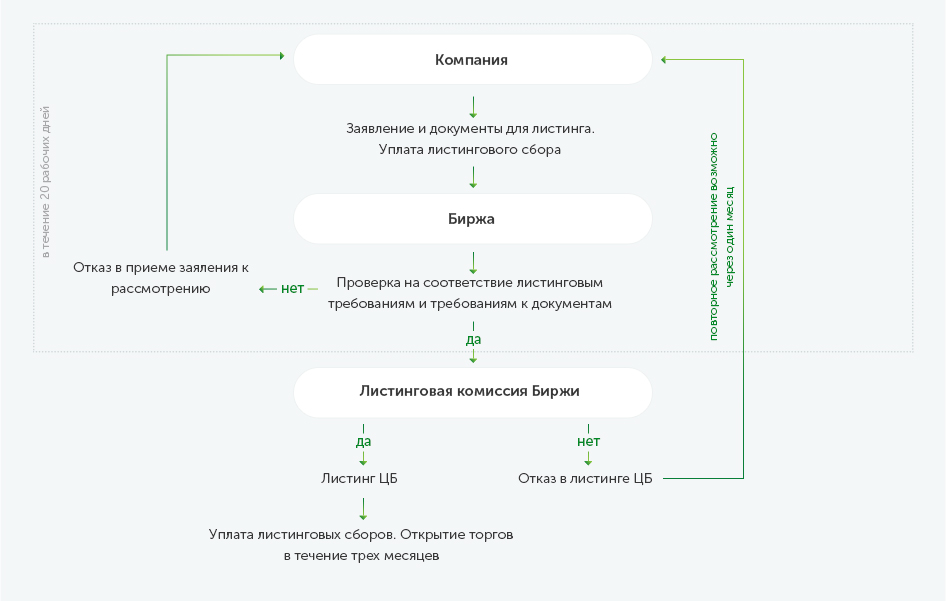 Компания
Заявление и документы для листинга.
Уплата листингового сбора
Биржа
в течение 20 рабочих дней
Отказ в приеме заяления к
рассмотрению
нет
Проверка на соответствие листинговым
требованиям и требованиям к документам
повторное рассмотрение возможно
через один месяц
да
Листинговая комиссия Биржи
да
нет
Листинг ЦБ
Отказ в листинге ЦБ
Уплата листинговых сборов. Открытие торгов
в течение трех месяцев